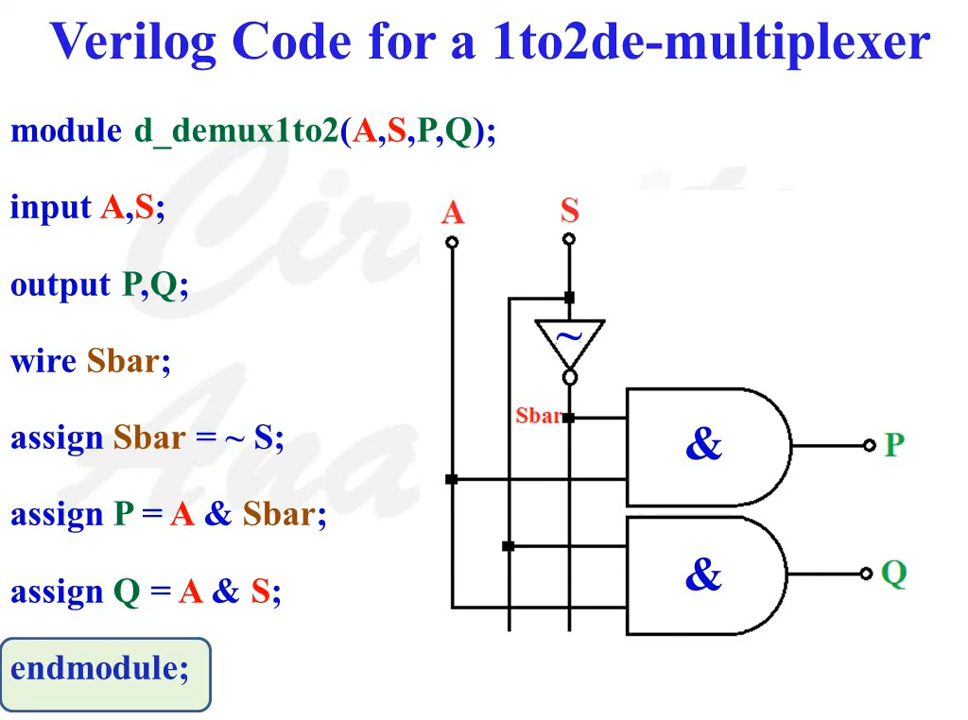 Verilog Code for a 1to2de-multiplexer
module d_demux1to2(A,S,P,Q);
input A,S;
output P,Q;
wire Sbar;
assign Sbar = ~ S;
assign P = A & Sbar;
assign Q = A & S;
endmodule;
A
S
~
Sbar
&
P
&
Q